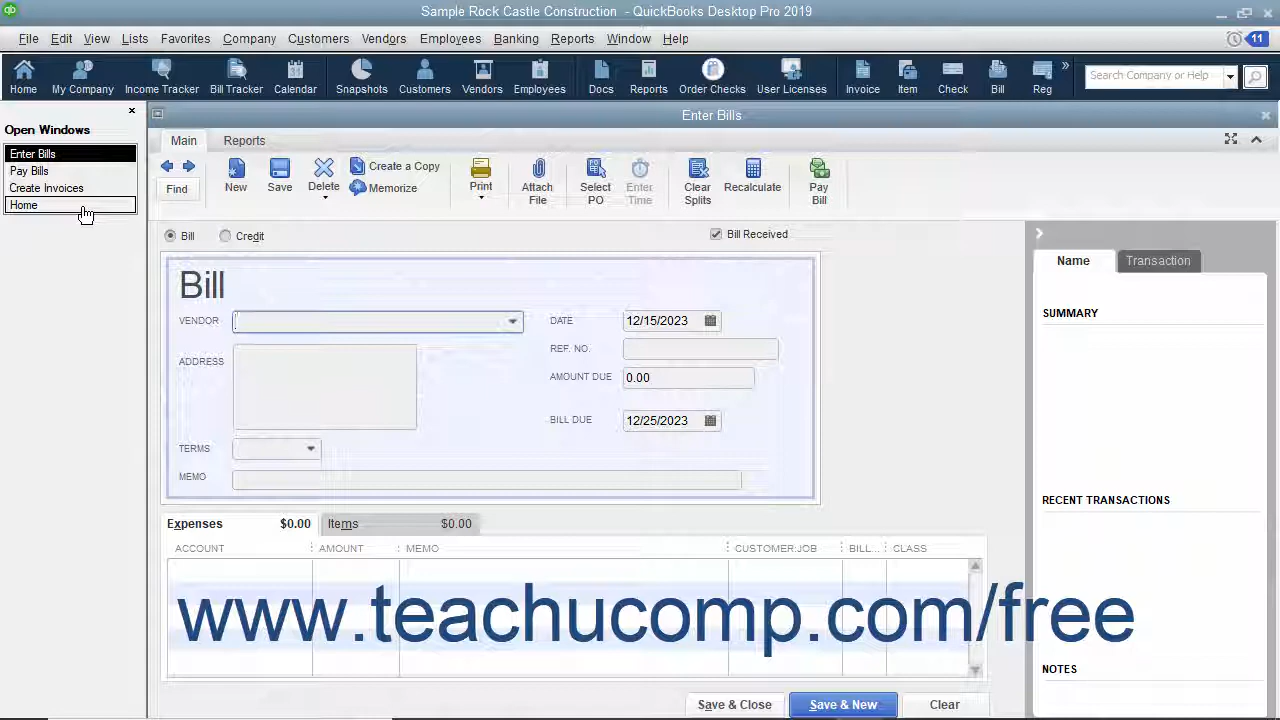 qb
Sample Rock Castle Construction - QuickBooks Desktop Pro 2019
File Edit View Lists Favorites Company Customers Vendors Employees Banking Reports Window Help
11
Home My Company Income Tracker Bill Tracker Calendar Snapshots Customers Vendors Employees Docs Reports Order Checks User Licenses Invoice Item Check Bill Reg
31
Search Company or Help
Open Windows
Enter Bills
Pay Bills
Create Invoices
Home
Enter Bills
Main Reports
Find
New
Save
Delete
Create a Copy
Memorize
Print
Attach
File
Select
PO
Enter
Time
Clear
Splits
Recalculate
Pay
Bill
Bill Credit Bill Received
Bill
VENDOR
DATE 12/15/2023
REF. NO.
ADDRESS
AMOUNT DUE 0.00
BILL DUE 12/25/2023
TERMS
MEMO
Name Transaction
SUMMARY
RECENT TRANSACTIONS
NOTES
Expenses $0.00 Items $0.00
ACCOUNT AMOUNT MEMO CUSTOMER:JOB BILL... CLASS
www.teachucomp.com/free
Save & Close Save & New Clear